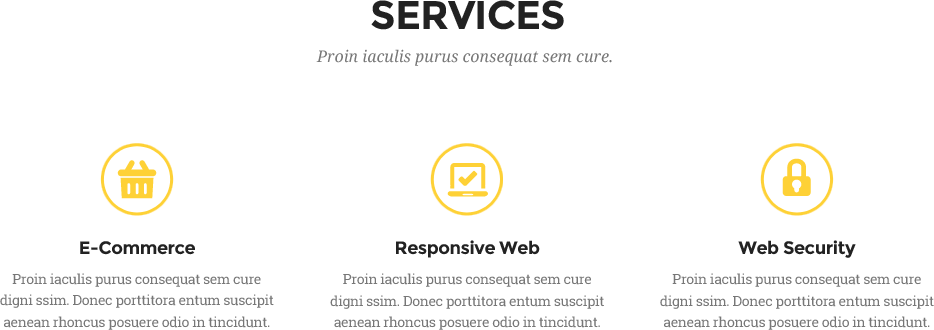 SERVICES
Proin iaculis purus consequat sem cure.
E-Commerce
Proin iaculis purus consequat sem cure
digni ssim. Donec porttitora entum suscipit
aenean rhoncus posuere odio in tincidunt.
Responsive Web
Proin iaculis purus consequat sem cure
digni ssim. Donec porttitora entum suscipit
aenean rhoncus posuere odio in tincidunt.
Web Security
Proin iaculis purus consequat sem cure
digni ssim. Donec porttitora entum suscipit
aenean rhoncus posuere odio in tincidunt.